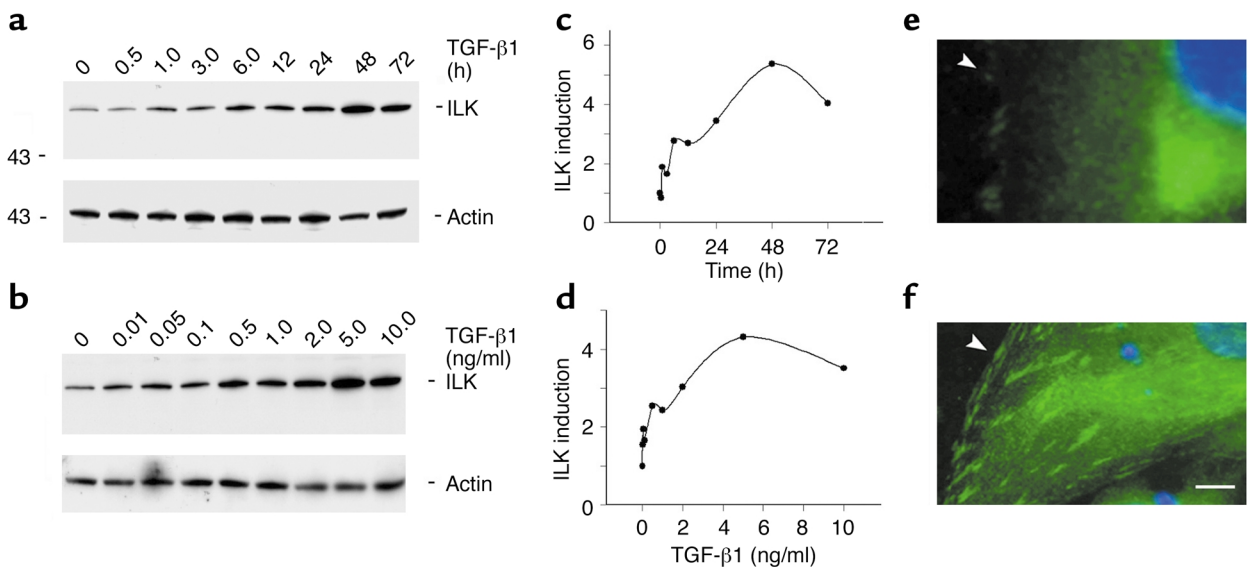 a
0 0.5 1.0 3.0 6.0 12 24 48 72 TGF-β1
(h)
- ILK
43 -
43 - - Actin
b
0 0.01 0.05 0.1 0.5 1.0 2.0 5.0 10.0 TGF-β1
(ng/ml)
- ILK
- Actin
c
6
4
2
0
ILK induction
0 24 48 72
Time (h)
d
4
2
0
ILK induction
0 2 4 6 8 10
TGF-β1 (ng/ml)
e
f